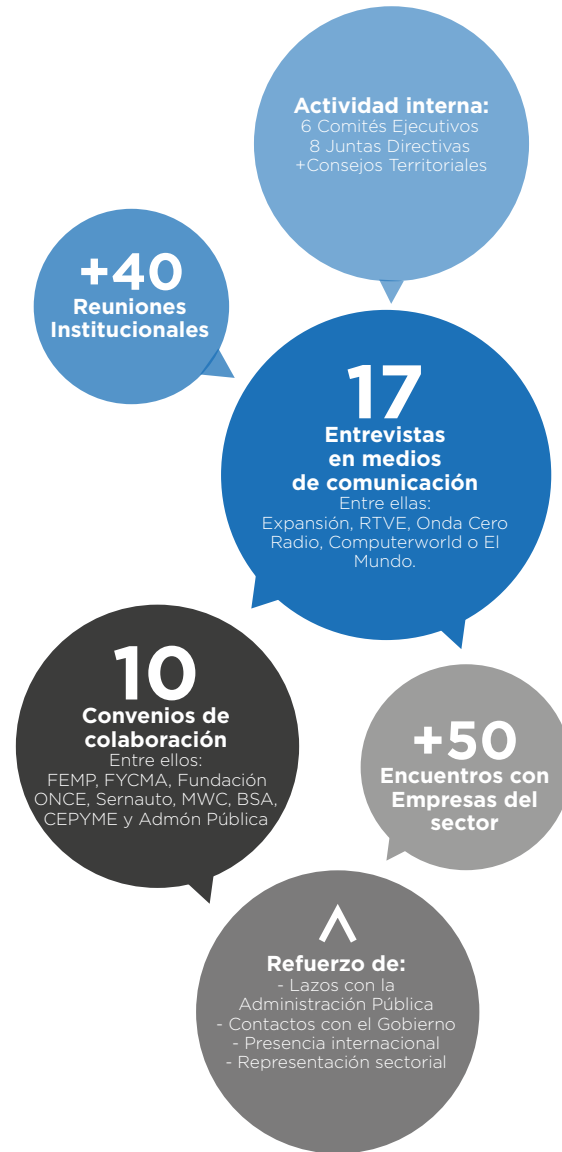 Actividad interna:
6 Comités Ejecutivos
8 Juntas Directivas
+Consejos Territoriales
+40
Reuniones
Institucionales
17
Entrevistas
en medios
de comunicación
Entre ellas:
Expansión, RTVE, Onda Cero
Radio, Computerworld o El
Mundo.
10
Convenios de
colaboración
Entre ellos:
FEMP, FYCMA, Fundación
ONCE, Sernauto, MWC, BSA,
CEPYME y Admón Pública
+50
Encuentros con
Empresas del
sector
Refuerzo de:
- Lazos con la
Administración Pública
- Contactos con el Gobierno
- Presencia internacional
- Representación sectorial